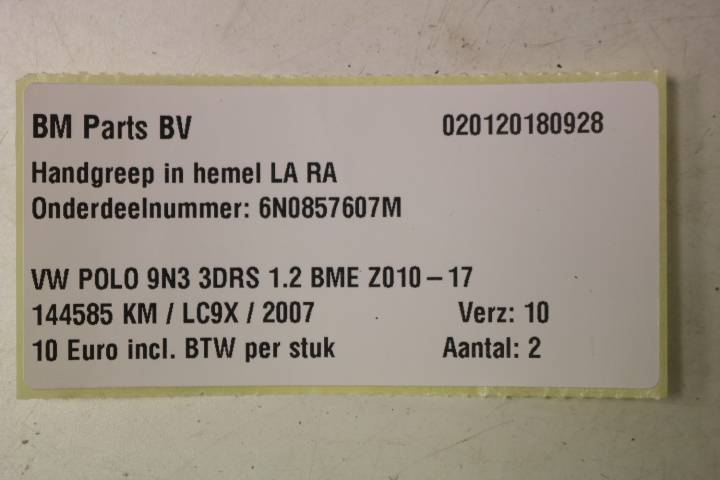 BM Parts BV 020120180928
Handgreep in hemel LA RA
Onderdeelnummer: 6N0857607M
VW POLO 9N3 3DRS 1.2 BME Z010-17
144585 KM / LC9X / 2007 Verz: 10
10 Euro incl. BTW per stuk Aantal: 2